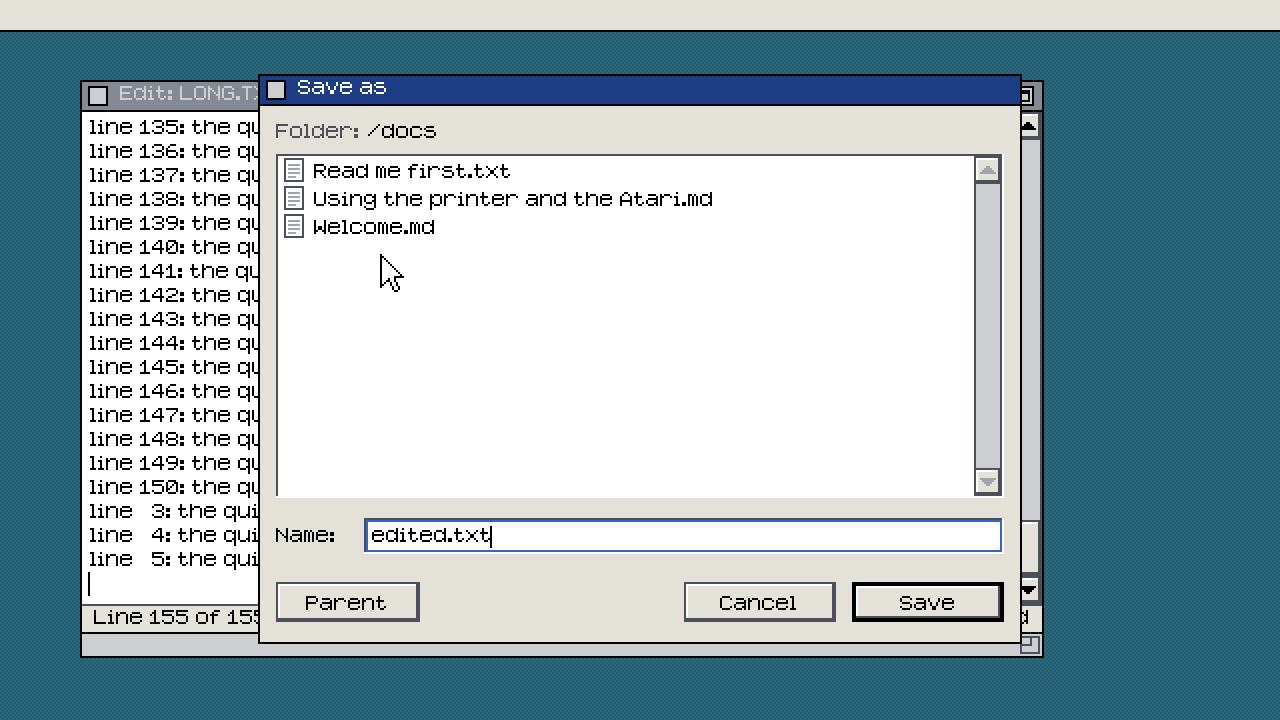 Save as
Edit: LONG.T
Folder: /docs
Read me first.txt
Using the printer and the Atari.md
Welcome.md
line 135: the qu
line 136: the qu
line 137: the qu
line 138: the qu
line 139: the qu
line 140: the qu
line 141: the qu
line 142: the qu
line 143: the qu
line 144: the qu
line 145: the qu
line 146: the qu
line 147: the qu
line 148: the qu
line 149: the qu
line 150: the qu
line   3: the qui
line   4: the qui
line   5: the qui
Name: edited.txt
Parent Cancel Save
Line 155 of 155